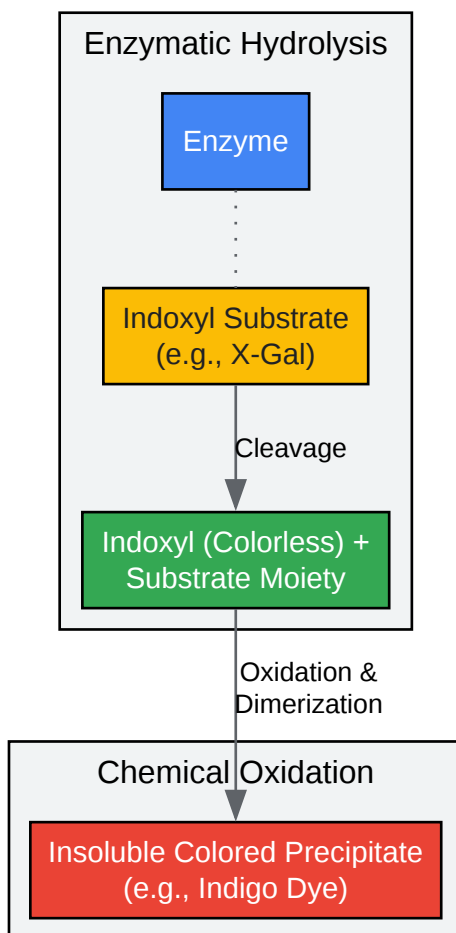 Enzymatic Hydrolysis
Enzyme
Indoxyl Substrate
(e.g., X-Gal)
Cleavage
Indoxyl (Colorless) +
Substrate Moiety
Oxidation &
Dimerization
Chemical Oxidation
Insoluble Colored Precipitate
(e.g., Indigo Dye)